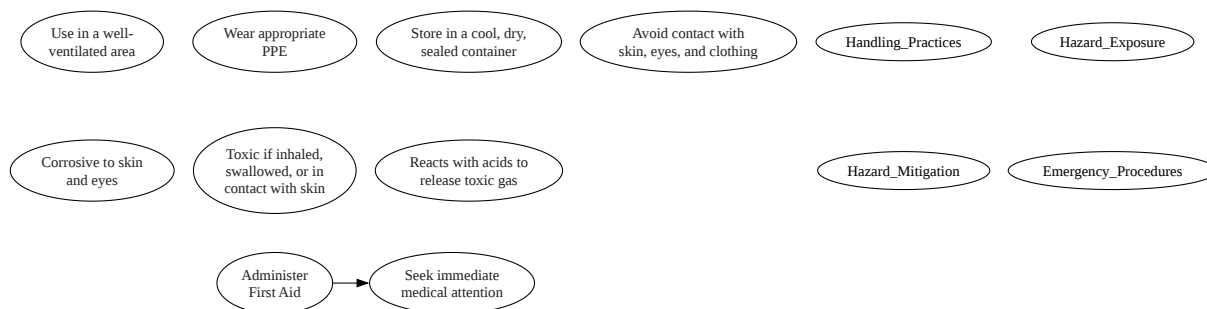 Use in a well-
ventilated area
Wear appropriate
PPE
Store in a cool, dry,
sealed container
Avoid contact with
skin, eyes, and clothing
Handling_Practices
Hazard_Exposure
Corrosive to skin
and eyes
Toxic if inhaled,
swallowed, or in
contact with skin
Reacts with acids to
release toxic gas
Hazard_Mitigation
Emergency_Procedures
Administer
First Aid
Seek immediate
medical attention